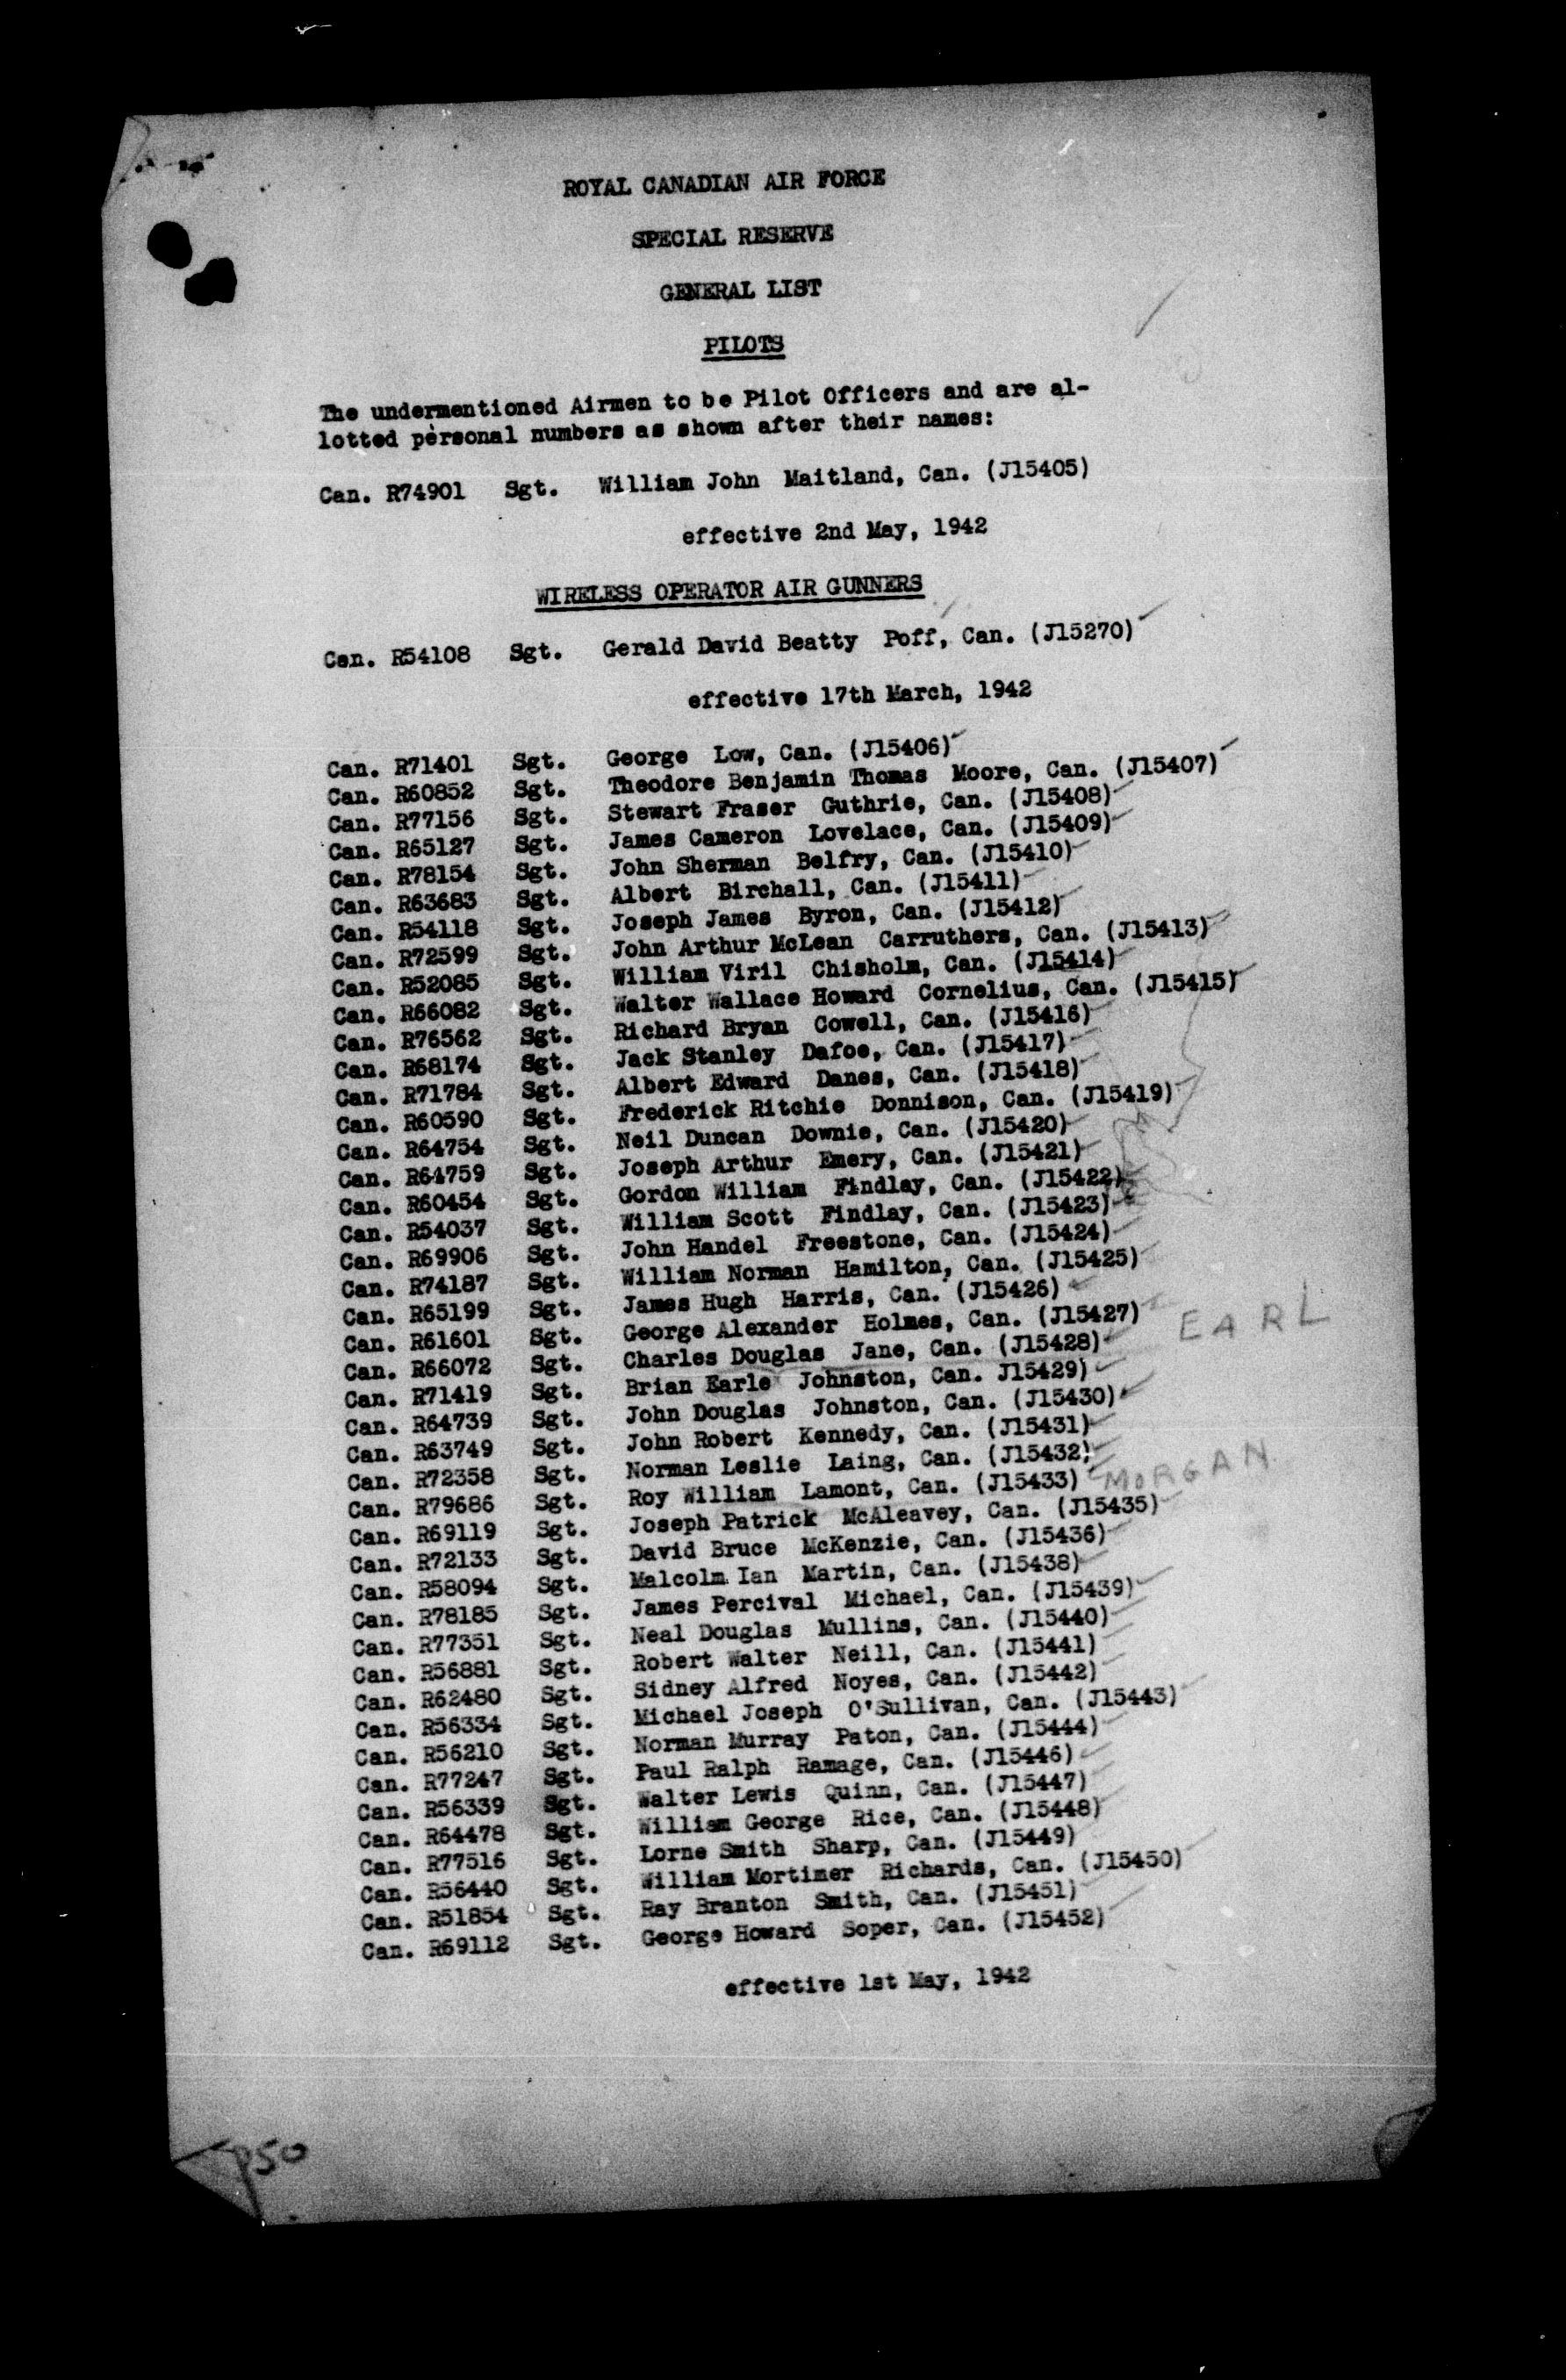 ROYAL CANADIAN AIR FORCE
SPECIAL RESERVE
GENERAL LIST
PILOTS
The undermentioned Airmen to be Pilot Officers and are al-
lotted personal numbers as shown after their names:
Can. R74901 Sgt. William John Maitland, Can. (J15405)
effective 2nd May, 1942
WIRELESS OPERATOR AIR GUNNERS
Can. R54108 Sgt. Gerald David Beatty Poff, Can. (J15270)
effective 17th March, 1942
Can. R71401 Sgt. George Low, Can. (J15406)
Can. R60852 Sgt. Theodore Benjamin Thomas Moore, Can. (J15407)
Can. R77156 Sgt. Stewart Fraser Guthrie, Can. (J15408)
Can. R65127 Sgt. James Cameron Lovelace, Can. (J15409)
Can. R78154 Sgt. John Sherman Belfry, Can. (J15410)
Can. R63683 Sgt. Albert Birchall, Can. (J15411)
Can. R54118 Sgt. Joseph James Byron, Can. (J15412)
Can. R72599 Sgt. John Arthur McLean Carruthers, Can. (J15413)
Can. R52085 Sgt. William Viril Chisholm, Can. (J15414)
Can. R66082 Sgt. Walter Wallace Howard Cornelius, Can. (J15415)
Can. R76562 Sgt. Richard Bryan Cowell, Can. (J15416)
Can. R68174 Sgt. Jack Stanley Dafoe, Can. (J15417)
Can. R71784 Sgt. Albert Edward Danes, Can. (J15418)
Can. R60590 Sgt. Frederick Ritchie Donnison, Can. (J15419)
Can. R64754 Sgt. Neil Duncan Downie, Can. (J15420)
Can. R64759 Sgt. Joseph Arthur Emery, Can. (J15421)
Can. R60454 Sgt. Gordon William Findlay, Can. (J15422)
Can. R54037 Sgt. William Scott Findlay, Can. (J15423)
Can. R69906 Sgt. John Handel Freestone, Can. (J15424)
Can. R74187 Sgt. William Norman Hamilton, Can. (J15425)
Can. R65199 Sgt. James Hugh Harris, Can. (J15426)
Can. R61601 Sgt. George Alexander Holmes, Can. (J15427)
Can. R66072 Sgt. Charles Douglas Jane, Can. (J15428) EARL
Can. R71419 Sgt. Brian Earle Johnston, Can. J15429)
Can. R64739 Sgt. John Douglas Johnston, Can. (J15430)
Can. R63749 Sgt. John Robert Kennedy, Can. (J15431)
Can. R72358 Sgt. Norman Leslie Laing, Can. (J15432)
Can. R79686 Sgt. Roy William Lamont, Can. (J15433) MORGAN
Can. R69119 Sgt. Joseph Patrick McAleavey, Can. (J15435)
Can. R72133 Sgt. David Bruce McKenzie, Can. (J15436)
Can. R58094 Sgt. Malcolm Ian Martin, Can. (J15438)
Can. R78185 Sgt. James Percival Michael, Can. (J15439)
Can. R77351 Sgt. Neal Douglas Mullins, Can. (J15440)
Can. R56881 Sgt. Robert Walter Neill, Can. (J15441)
Can. R62480 Sgt. Sidney Alfred Noyes, Can. (J15442)
Can. R56334 Sgt. Michael Joseph O'Sullivan, Can. (J15443)
Can. R56210 Sgt. Norman Murray Paton, Can. (J15444)
Can. R77247 Sgt. Paul Ralph Ramage, Can. (J15446)
Can. R56339 Sgt. Walter Lewis Quinn, Can. (J15447)
Can. R64478 Sgt. William George Rice, Can. (J15448)
Can. R77516 Sgt. Lorne Smith Sharp, Can. (J15449)
Can. R56440 Sgt. William Mortimer Richards, Can. (J15450)
Can. R51854 Sgt. Ray Branton Smith, Can. (J15451)
Can. R69112 Sgt. George Howard Soper, Can. (J15452)
effective 1st May, 1942
P50